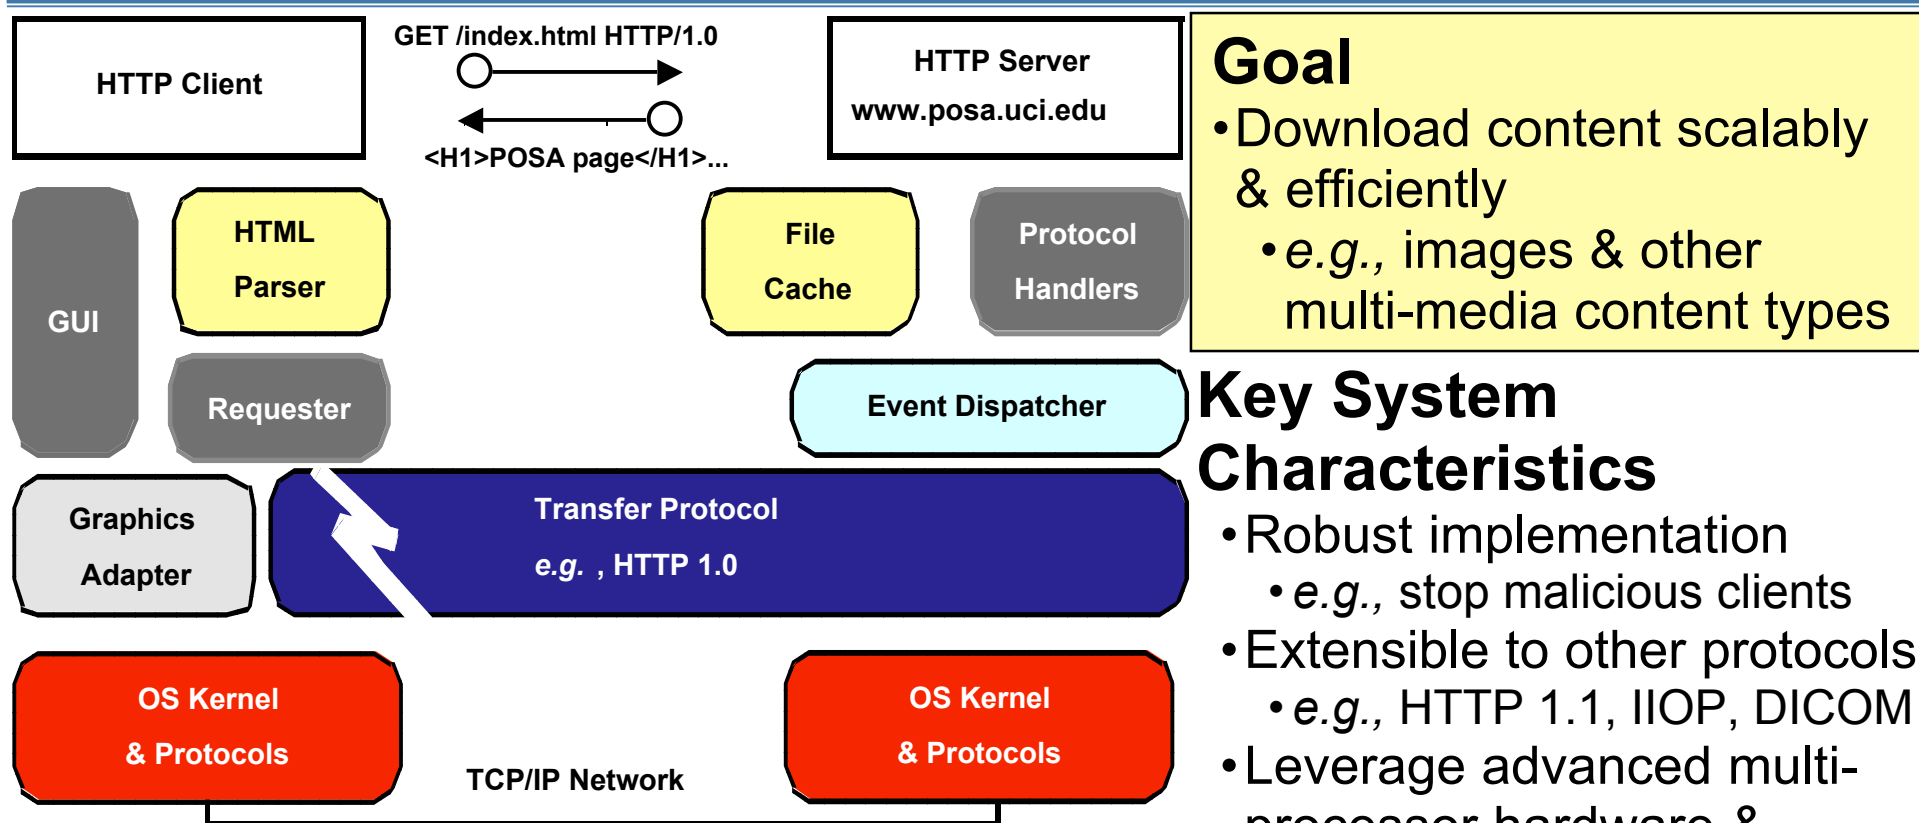 GET /index.html HTTP/1.0
HTTP Client
HTTP Server
www.posa.uci.edu
<H1>POSA page</H1>...
GUI
HTML
Parser
File
Cache
Protocol
Handlers
Requester
Event Dispatcher
Graphics
Adapter
Transfer Protocol
e.g. , HTTP 1.0
OS Kernel
& Protocols
OS Kernel
& Protocols
TCP/IP Network
Goal
•Download content scalably
& efficiently
•e.g., images & other
multi-media content types
Key System
Characteristics
•Robust implementation
•e.g., stop malicious clients
•Extensible to other protocols
•e.g., HTTP 1.1, IIOP, DICOM
•Leverage advanced multi-
processor hardware &